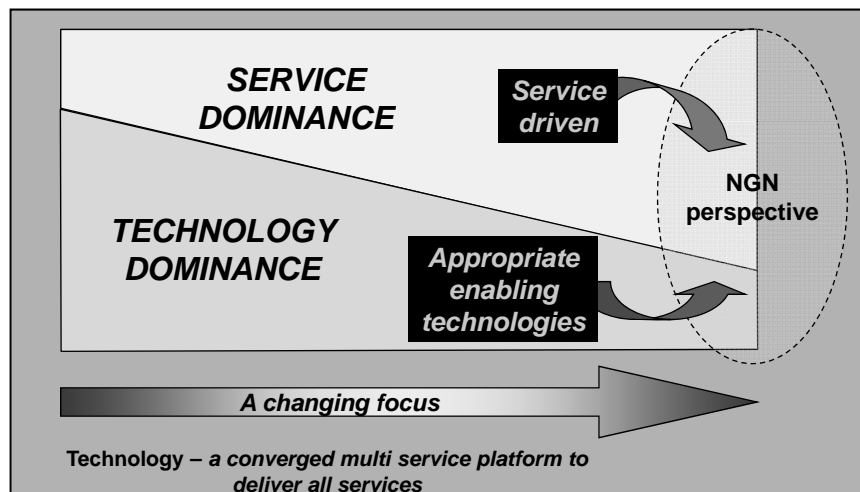 SERVICE
DOMINANCE
Service
driven
NGN
perspective
TECHNOLOGY
DOMINANCE
Appropriate
enabling
technologies
A changing focus
Technology – a converged multi service platform to
deliver all services